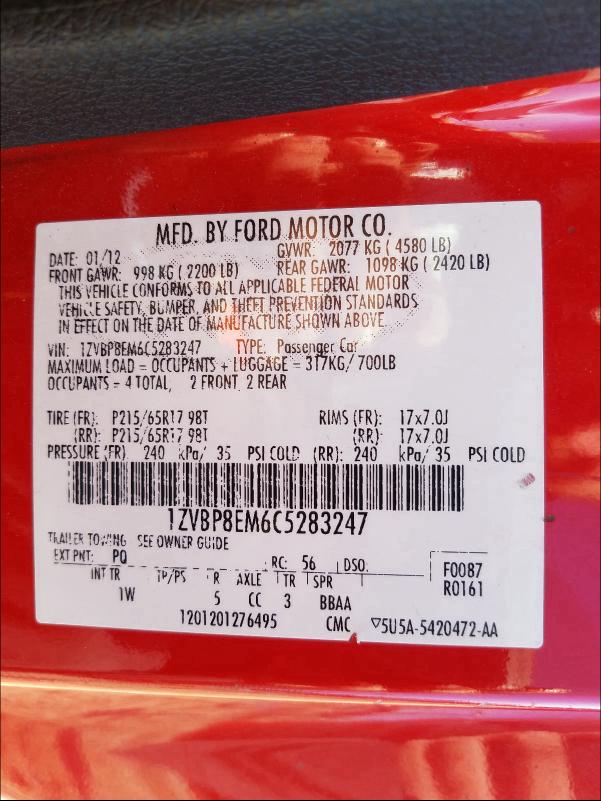 MFD. BY FORD MOTOR CO.
DATE: 01/12 GVWR: 2077 KG ( 4580 LB)
FRONT GAWR: 998 KG ( 2200 LB) REAR GAWR: 1098 KG ( 2420 LB)
THIS VEHICLE CONFORMS TO ALL APPLICABLE FEDERAL MOTOR
VEHICLE SAFETY, BUMPER, AND THEFT PREVENTION STANDARDS
IN EFFECT ON THE DATE OF MANUFACTURE SHOWN ABOVE.
VIN: 1ZVBP8EM6C5283247 TYPE: Passenger Car
MAXIMUM LOAD = OCCUPANTS + LUGGAGE = 317KG/ 700LB
OCCUPANTS = 4 TOTAL, 2 FRONT, 2 REAR
TIRE (FR): P215/65R17 98T RIMS (FR): 17x7.0J
(RR): P215/65R17 98T (RR): 17x7.0J
PRESSURE (FR) 240 kPa/ 35 PSI COLD (RR): 240 kPa/ 35 PSI COLD
1ZVBP8EM6C5283247
TRAILER TOWING SEE OWNER GUIDE
EXT PNT: PQ RC: 56 DSO: F0087
INT TR TP/PS R AXLE TR SPR R0161
1W 5 CC 3 BBAA
1201201276495 CMC ▽5U5A-5420472-AA